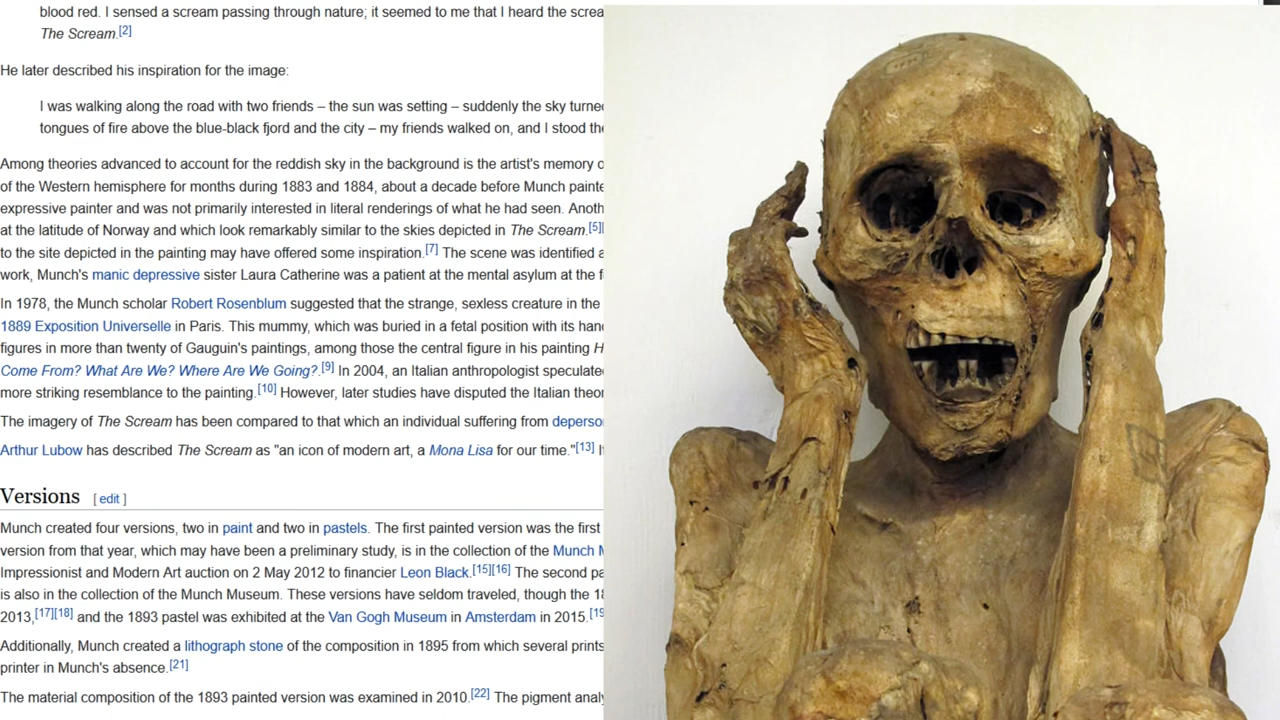 blood red. I sensed a scream passing through nature; it seemed to me that I heard the screa
The Scream.[2]
He later described his inspiration for the image:
I was walking along the road with two friends – the sun was setting – suddenly the sky turne
tongues of fire above the blue-black fjord and the city – my friends walked on, and I stood the
Among theories advanced to account for the reddish sky in the background is the artist's memory o
of the Western hemisphere for months during 1883 and 1884, about a decade before Munch painte
expressive painter and was not primarily interested in literal renderings of what he had seen. Anoth
at the latitude of Norway and which look remarkably similar to the skies depicted in The Scream.[5]
to the site depicted in the painting may have offered some inspiration.[7] The scene was identified a
work, Munch's manic depressive sister Laura Catherine was a patient at the mental asylum at the f
In 1978, the Munch scholar Robert Rosenblum suggested that the strange, sexless creature in the
1889 Exposition Universelle in Paris. This mummy, which was buried in a fetal position with its hand
figures in more than twenty of Gauguin's paintings, among those the central figure in his painting H
Come From? What Are We? Where Are We Going?.[9] In 2004, an Italian anthropologist speculate
more striking resemblance to the painting.[10] However, later studies have disputed the Italian theor
The imagery of The Scream has been compared to that which an individual suffering from deperso
Arthur Lubow has described The Scream as "an icon of modern art, a Mona Lisa for our time."[13] I
Versions [ edit ]
Munch created four versions, two in paint and two in pastels. The first painted version was the first
version from that year, which may have been a preliminary study, is in the collection of the Munch M
Impressionist and Modern Art auction on 2 May 2012 to financier Leon Black.[15][16] The second pa
is also in the collection of the Munch Museum. These versions have seldom traveled, though the 18
2013,[17][18] and the 1893 pastel was exhibited at the Van Gogh Museum in Amsterdam in 2015.[19
Additionally, Munch created a lithograph stone of the composition in 1895 from which several prints
printer in Munch's absence.[21]
The material composition of the 1893 painted version was examined in 2010.[22] The pigment analy